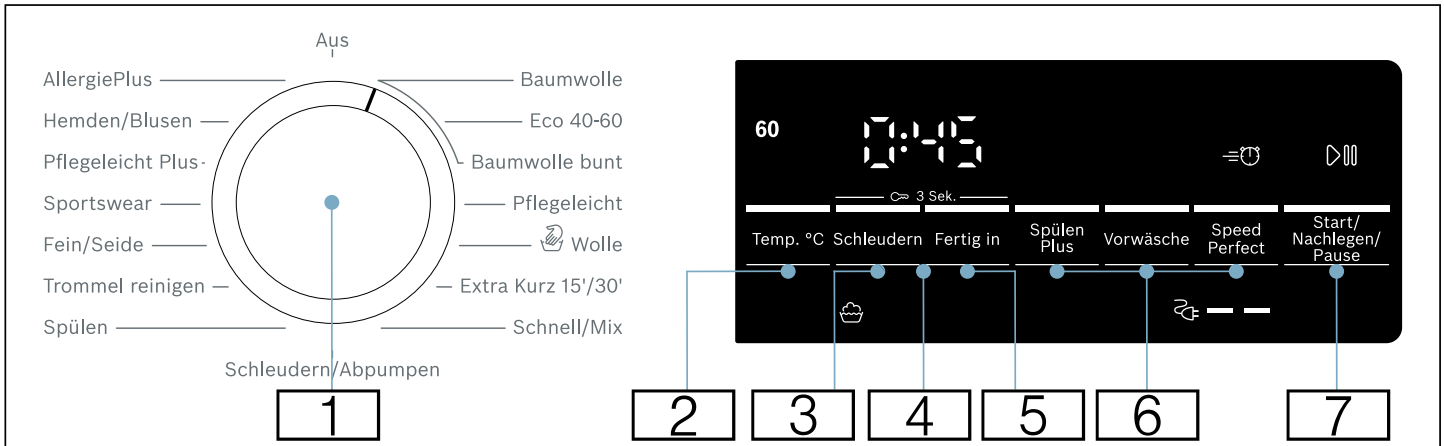 Aus
AllergiePlus
Hemden/Blusen
Pflegeleicht Plus
Sportswear
Fein/Seide
Trommel reinigen
Spülen
Baumwolle
Eco 40-60
Baumwolle bunt
Pflegeleicht
Wolle
Extra Kurz 15'/30'
Schnell/Mix
Schleudern/Abpumpen
60
0:45
3 Sek.
Temp. °C
Schleudern
Fertig in
Spülen
Plus
Vorwäsche
Speed
Perfect
Start/
Nachlegen/
Pause
1
2
3
4
5
6
7